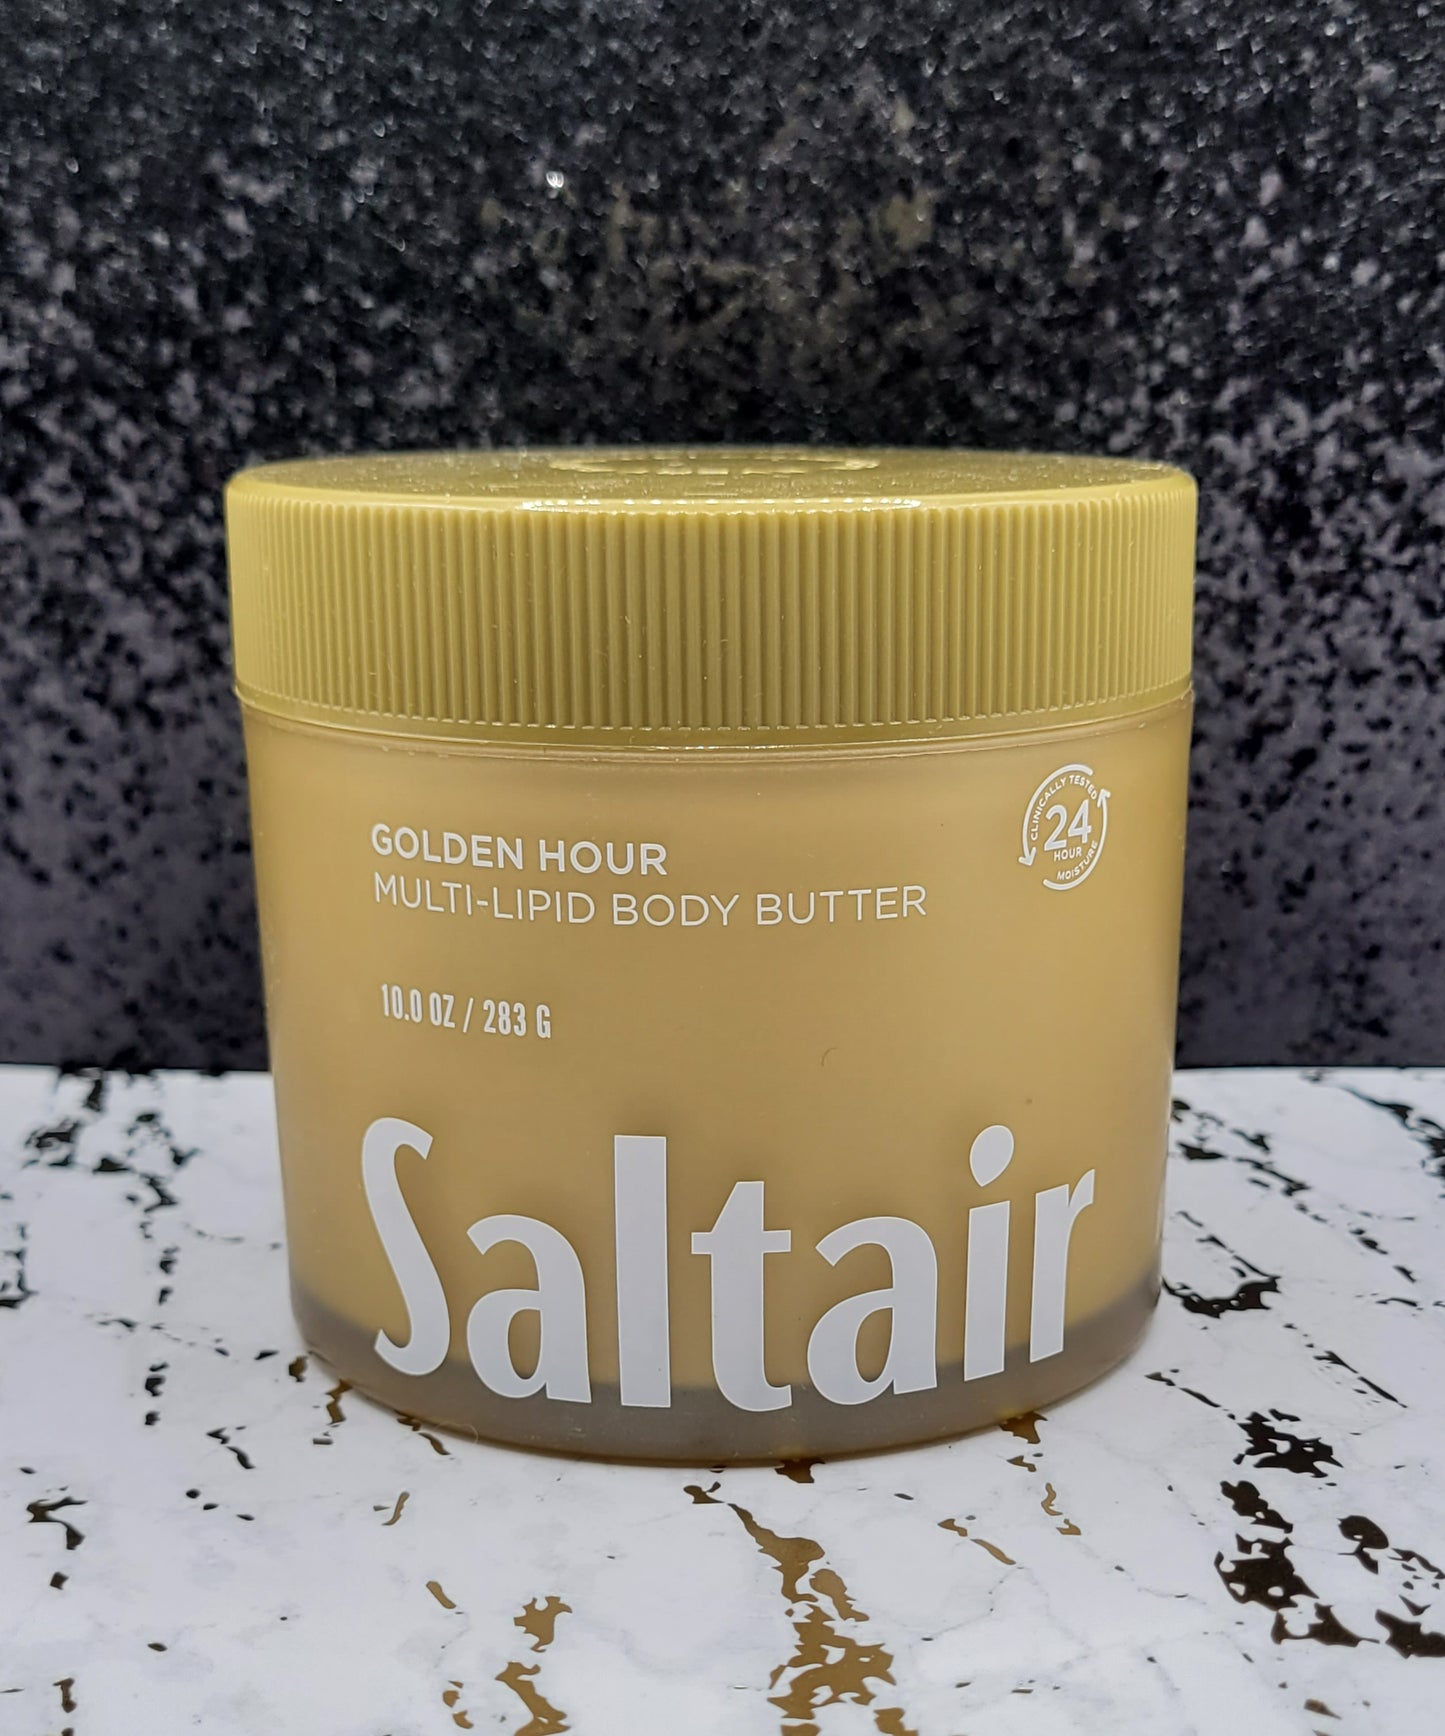 GOLDEN HOUR
MULTI-LIPID BODY BUTTER
CLINICALLY TESTED
24
HOUR
MOISTURE
10.0 OZ / 283 G
Saltair